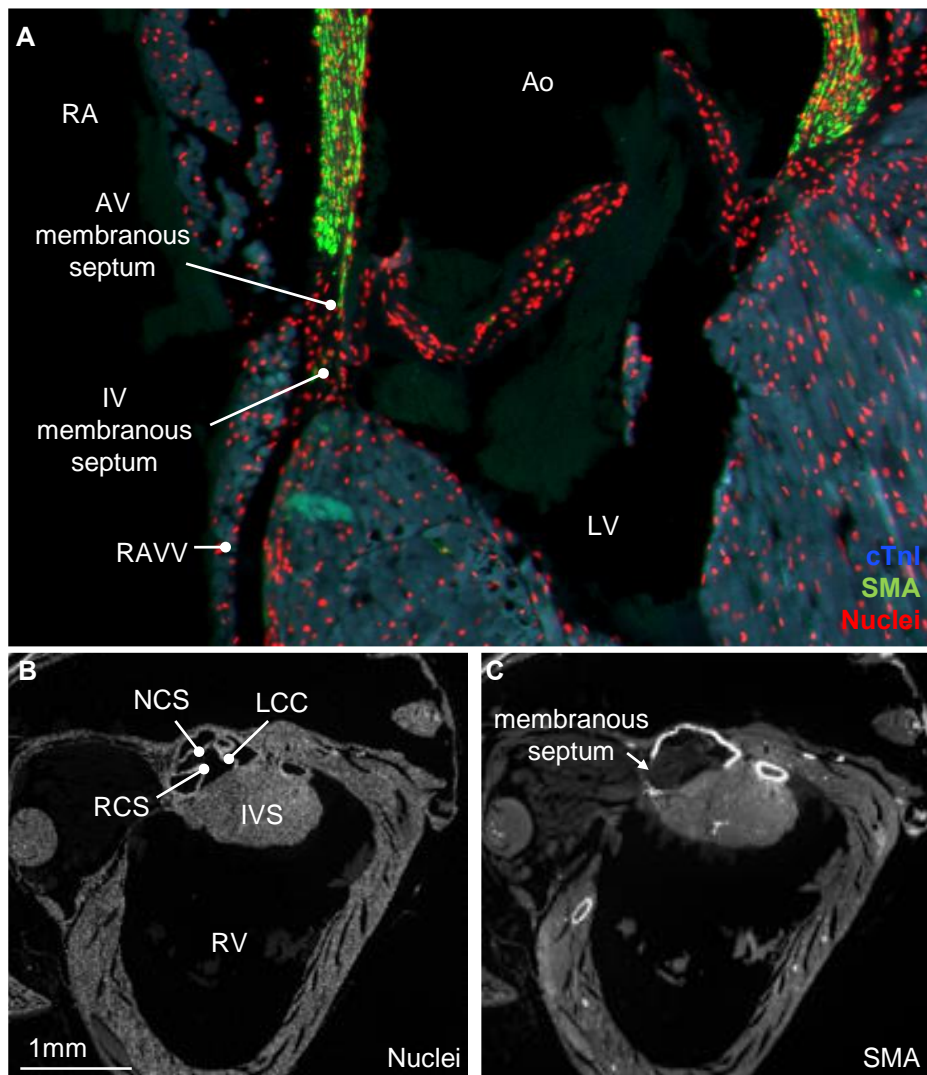 A
RA
Ao
AV
membranous
septum
IV
membranous
septum
RAVV
LV
cTnI
SMA
Nuclei
B
NCS
LCC
RCS
IVS
RV
1mm
Nuclei
C
membranous
septum
SMA